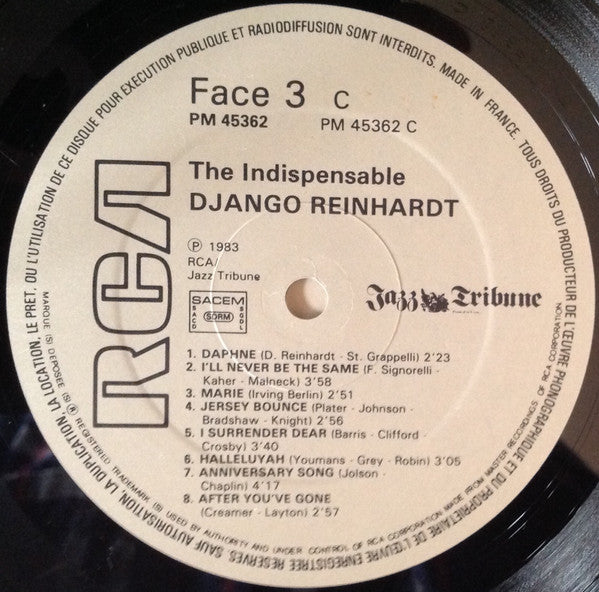 Face 3 C
PM 45362 PM 45362 C
The Indispensable
DJANGO REINHARDT
Ⓟ 1983
RCA/
Jazz Tribune
SACEM
SACD
SDRM
SGDL
Jazz Tribune
RCA
1. DAPHNE (D. Reinhardt - St. Grappelli) 2'23
2. I'LL NEVER BE THE SAME (F. Signorelli -
Kaher - Malneck) 3'58
3. MARIE (Irving Berlin) 2'51
4. JERSEY BOUNCE (Plater - Johnson -
Bradshaw - Knight) 2'56
5. I SURRENDER DEAR (Barris - Clifford -
Crosby) 3'40
6. HALLELUYAH (Youmans - Grey - Robin) 3'05
7. ANNIVERSARY SONG (Jolson -
Chaplin) 4'17
8. AFTER YOU'VE GONE
(Creamer - Layton) 2'57
MADE IN FRANCE. TOUS DROITS DU PRODUCTEUR DE L'ŒUVRE PHONOGRAPHIQUE ET DU PROPRIETAIRE DE L'ŒUVRE ENREGISTREE RESERVES. SAUF AUTORISATION, LA DUPLICATION, LA LOCATION, LE PRET, OU L'UTILISATION DE CE DISQUE POUR EXECUTION PUBLIQUE ET RADIODIFFUSION SONT INTERDITS.
MARQUE (S) DEPOSEE (S) ® REGISTERED TRADEMARK (S) USED BY AUTHORITY AND UNDER CONTROL OF RCA CORPORATION MADE FROM MASTER RECORDINGS OF RCA CORPORATION